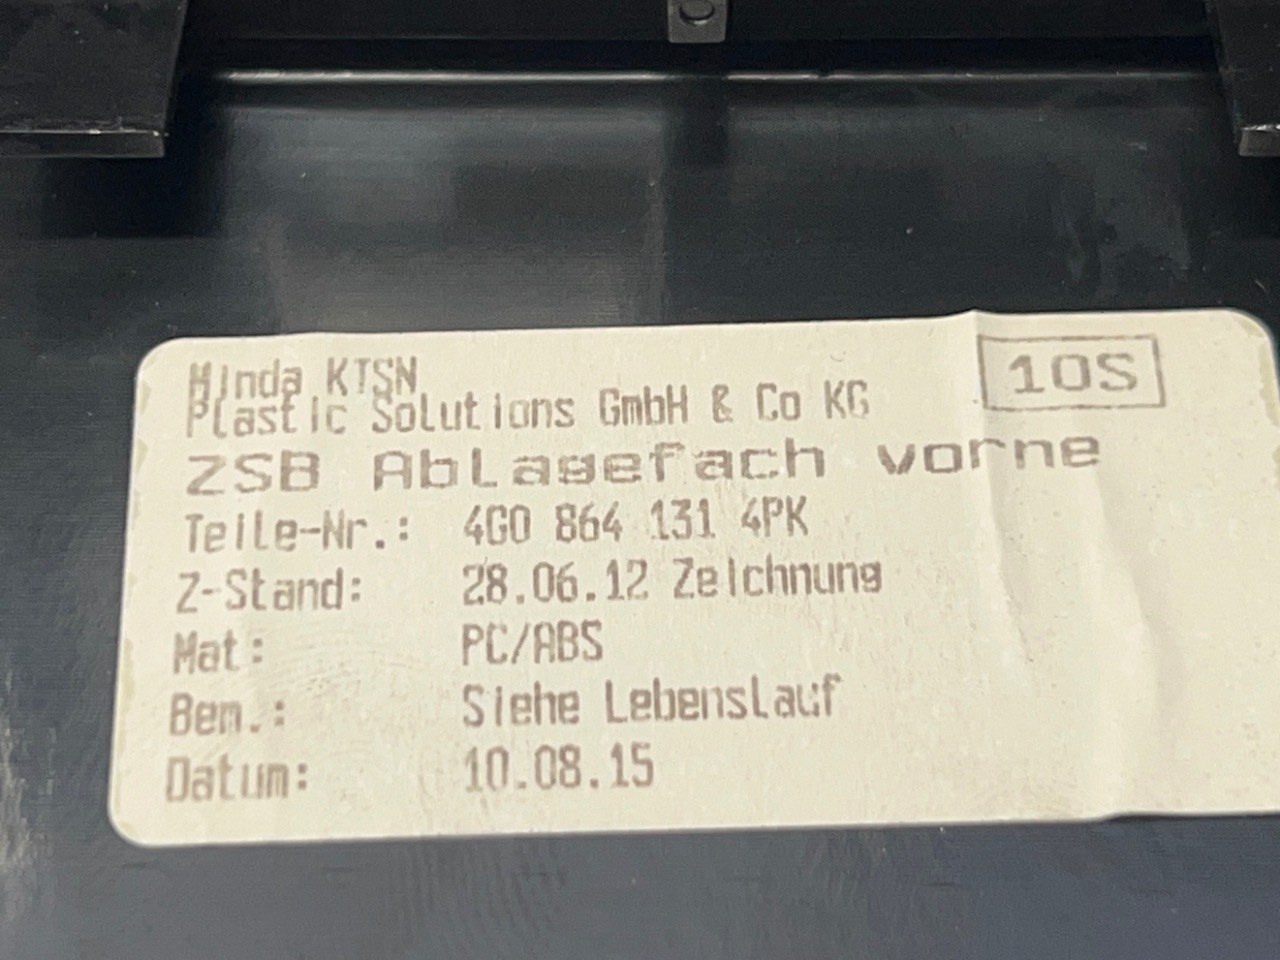 Minda KTSN
10S
Plastic Solutions GmbH & Co KG
ZSB Ablagefach vorne
Teile-Nr.: 4G0 864 131 4PK
Z-Stand: 28.06.12 Zeichnung
Mat: PC/ABS
Bem.: Siehe Lebenslauf
Datum: 10.08.15